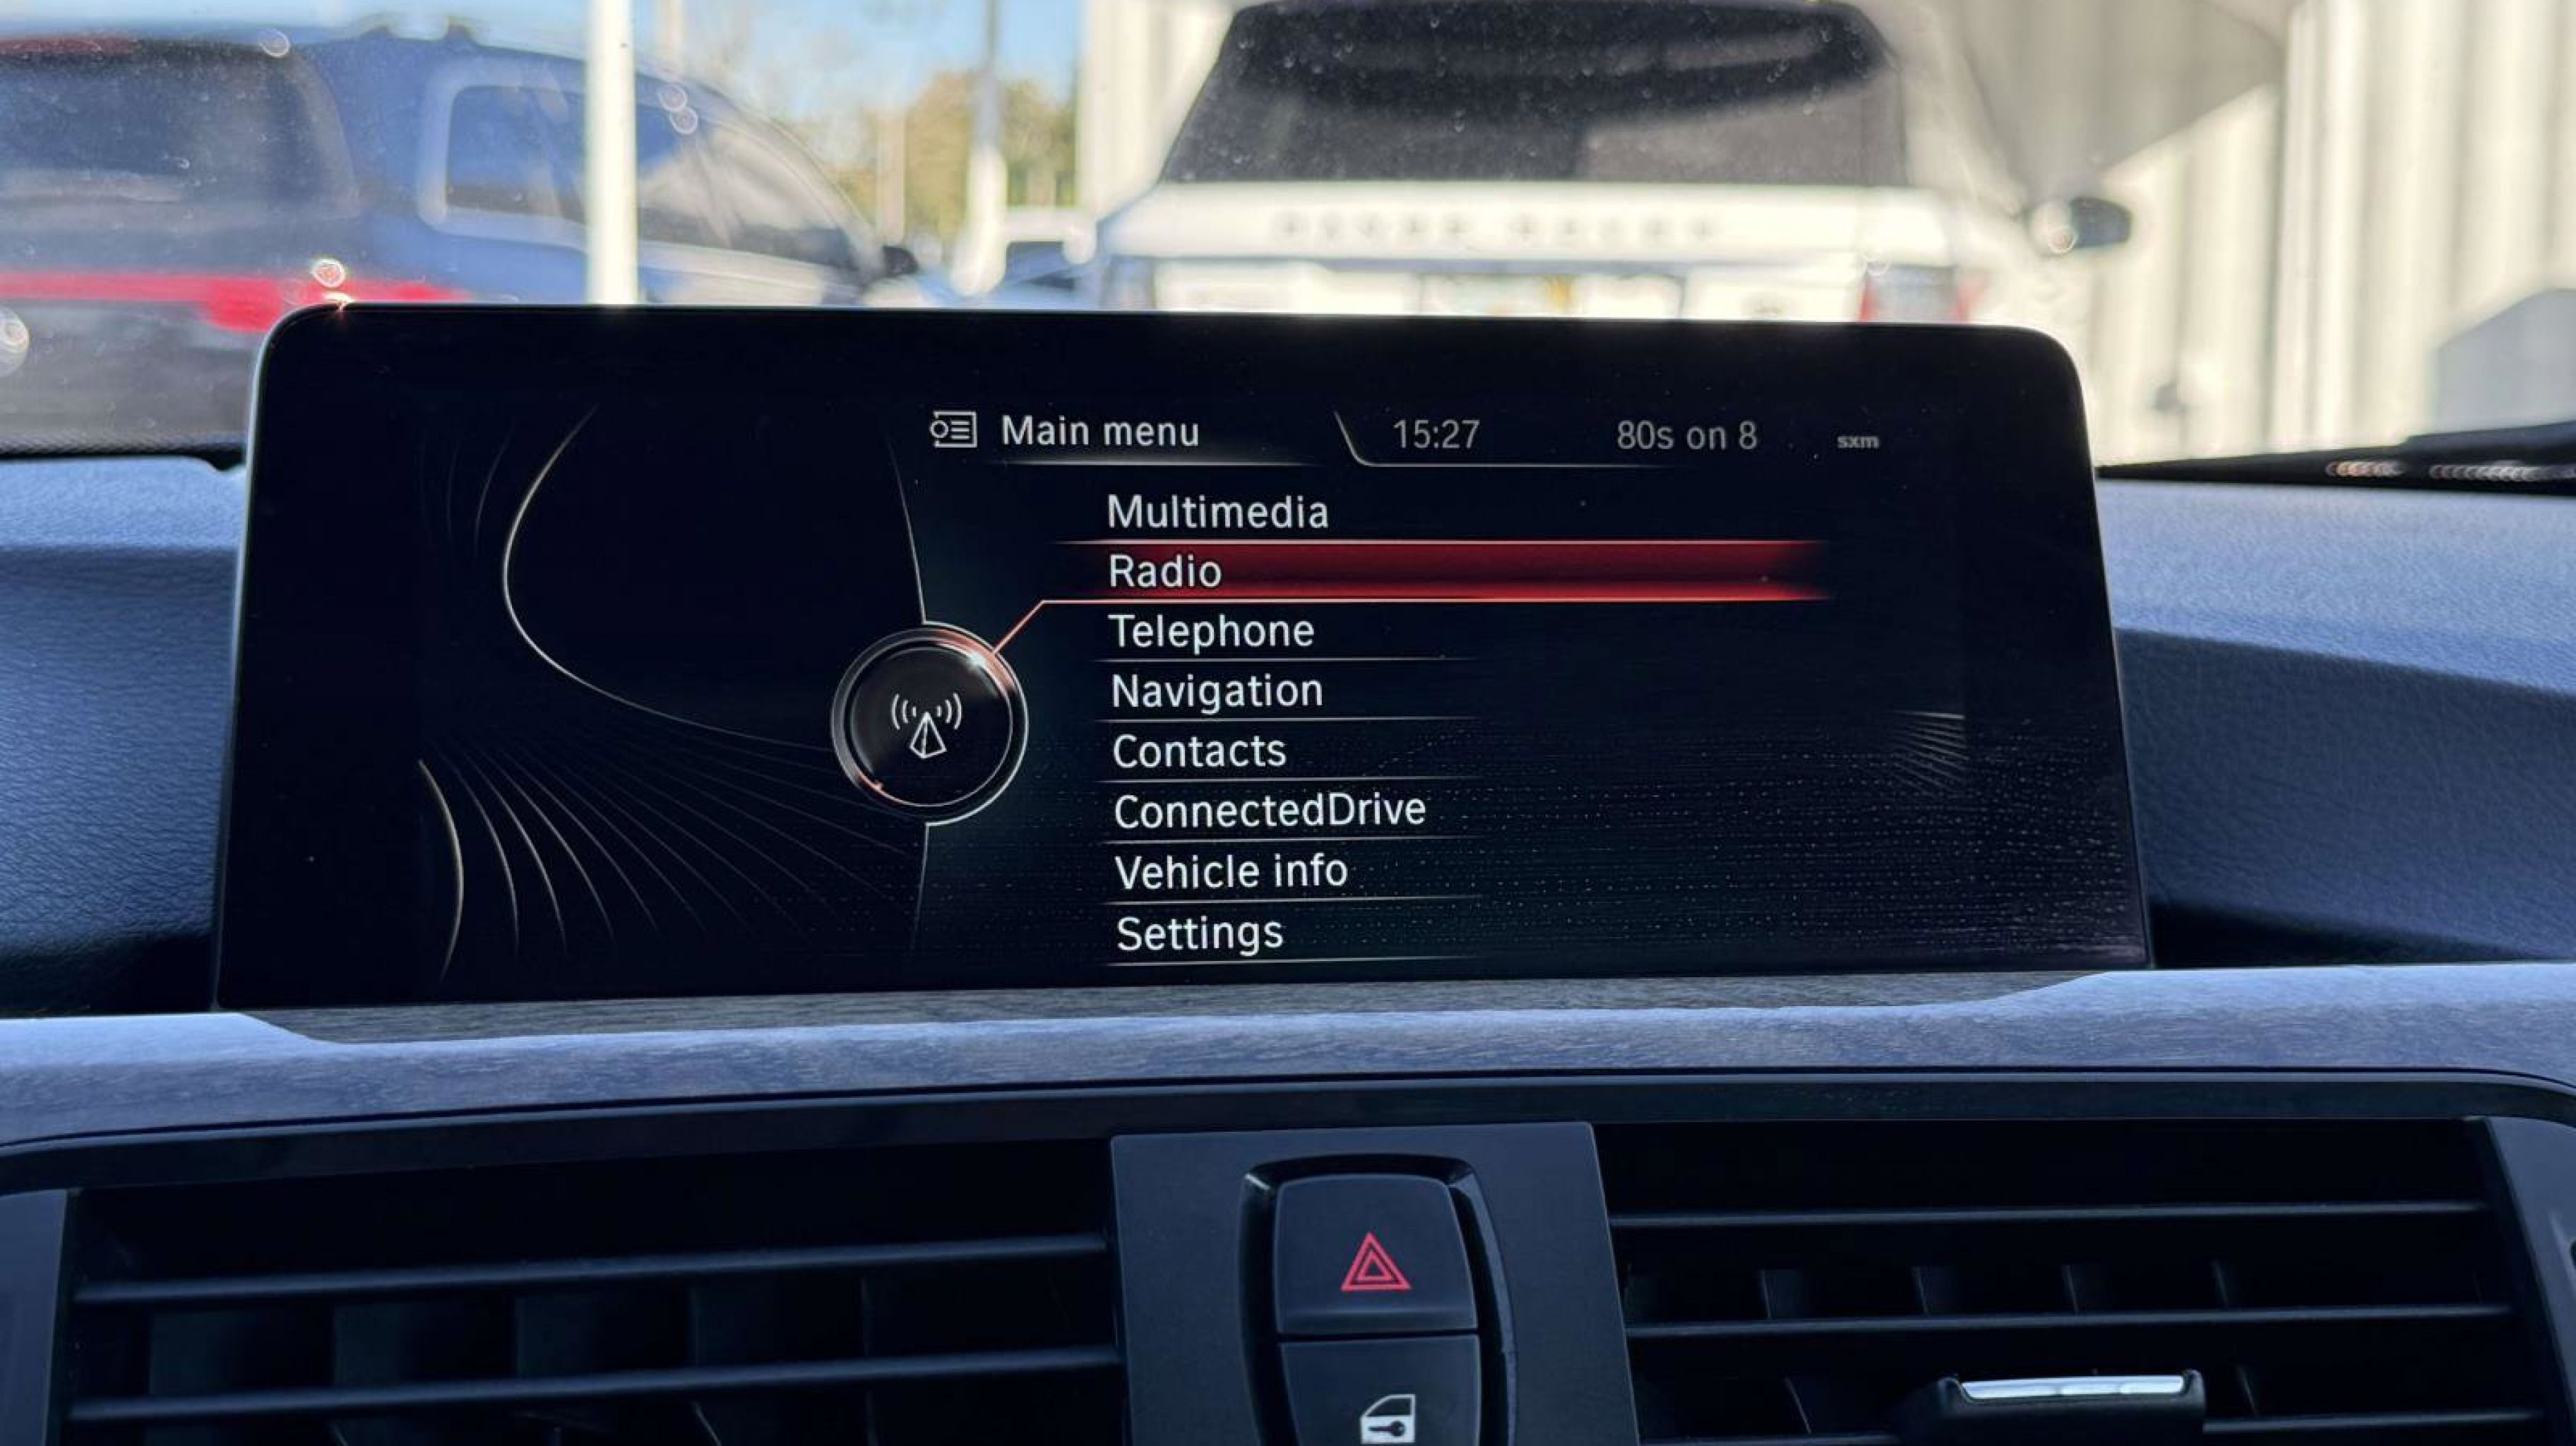 Main menu
15:27
80s on 8
sxm
Multimedia
Radio
Telephone
Navigation
Contacts
ConnectedDrive
Vehicle info
Settings